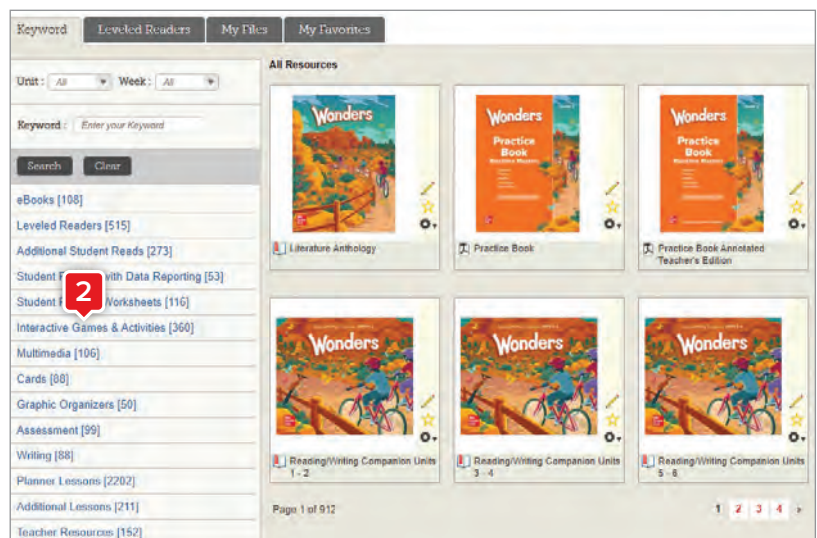 Keyword Leveled Readers My Files My Favorites
Unit : All Week : All
Keyword : Enter your Keyword
Search Clear
eBooks [108]
Leveled Readers [515]
Additional Student Reads [273]
Student with Data Reporting [53]
Student Worksheets [116]
2
Interactive Games & Activities [360]
Multimedia [106]
Cards [88]
Graphic Organizers [50]
Assessment [99]
Writing [88]
Planner Lessons [2202]
Additional Lessons [211]
Teacher Resources [152]
All Resources
Wonders
Literature Anthology
Wonders
Practice
Book
Practice Book
Wonders
Practice
Book
Practice Book Annotated
Teacher's Edition
Wonders
Reading/Writing Companion Units
1 - 2
Wonders
Reading/Writing Companion Units
3 - 4
Wonders
Reading/Writing Companion Units
5 - 6
Page 1 of 912
1 2 3 4